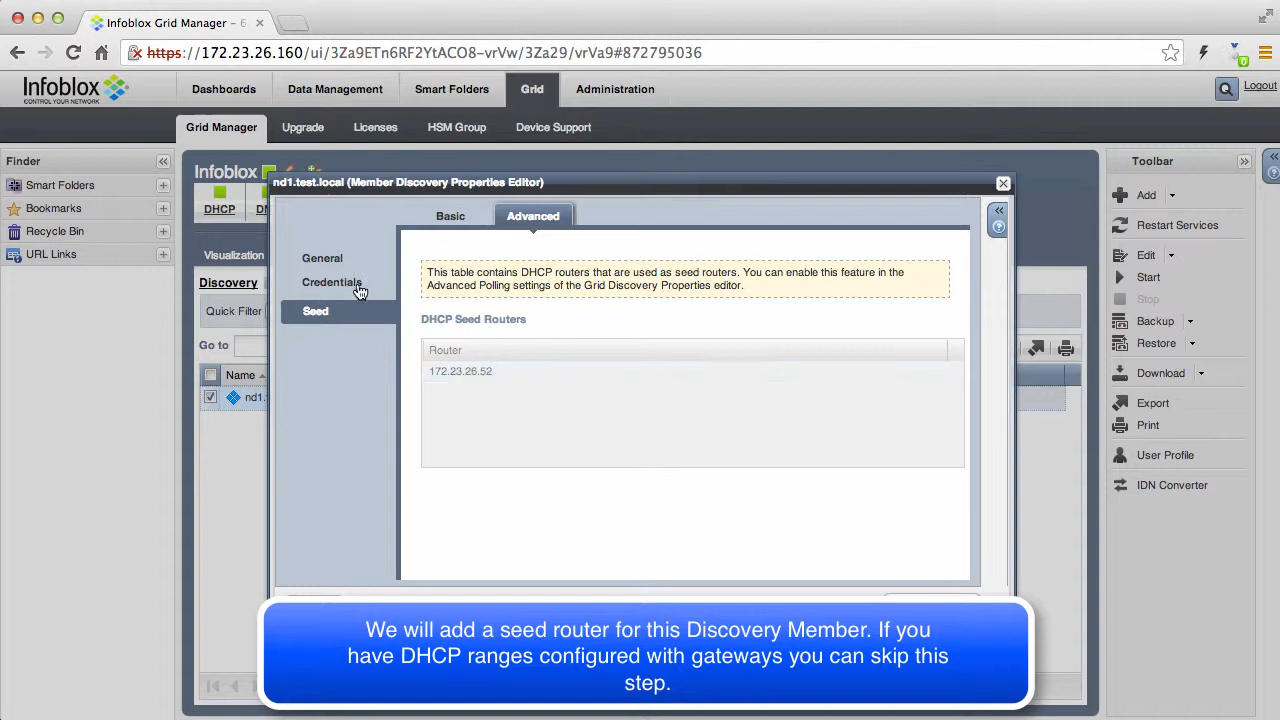 Infoblox Grid Manager – 6
https://172.23.26.160/ui/3Za9ETn6RF2YtACO8-vrVw/3Za29/vrVa9#872795036
0
Infoblox
CONTROL YOUR NETWORK
Dashboards
Data Management
Smart Folders
Grid
Administration
Logout
Grid Manager
Upgrade
Licenses
HSM Group
Device Support
Finder
Smart Folders
Bookmarks
Recycle Bin
URL Links
Infoblox
DHCP
Visualization
Discovery
Quick Filter
Go to
Name
nd1.
nd1.test.local (Member Discovery Properties Editor)
Basic
Advanced
General
Credentials
Seed
This table contains DHCP routers that are used as seed routers. You can enable this feature in the
Advanced Polling settings of the Grid Discovery Properties editor.
DHCP Seed Routers
Router
172.23.26.52
Toolbar
Add
Restart Services
Edit
Start
Stop
Backup
Restore
Download
Export
Print
User Profile
IDN Converter
We will add a seed router for this Discovery Member. If you
have DHCP ranges configured with gateways you can skip this
step.